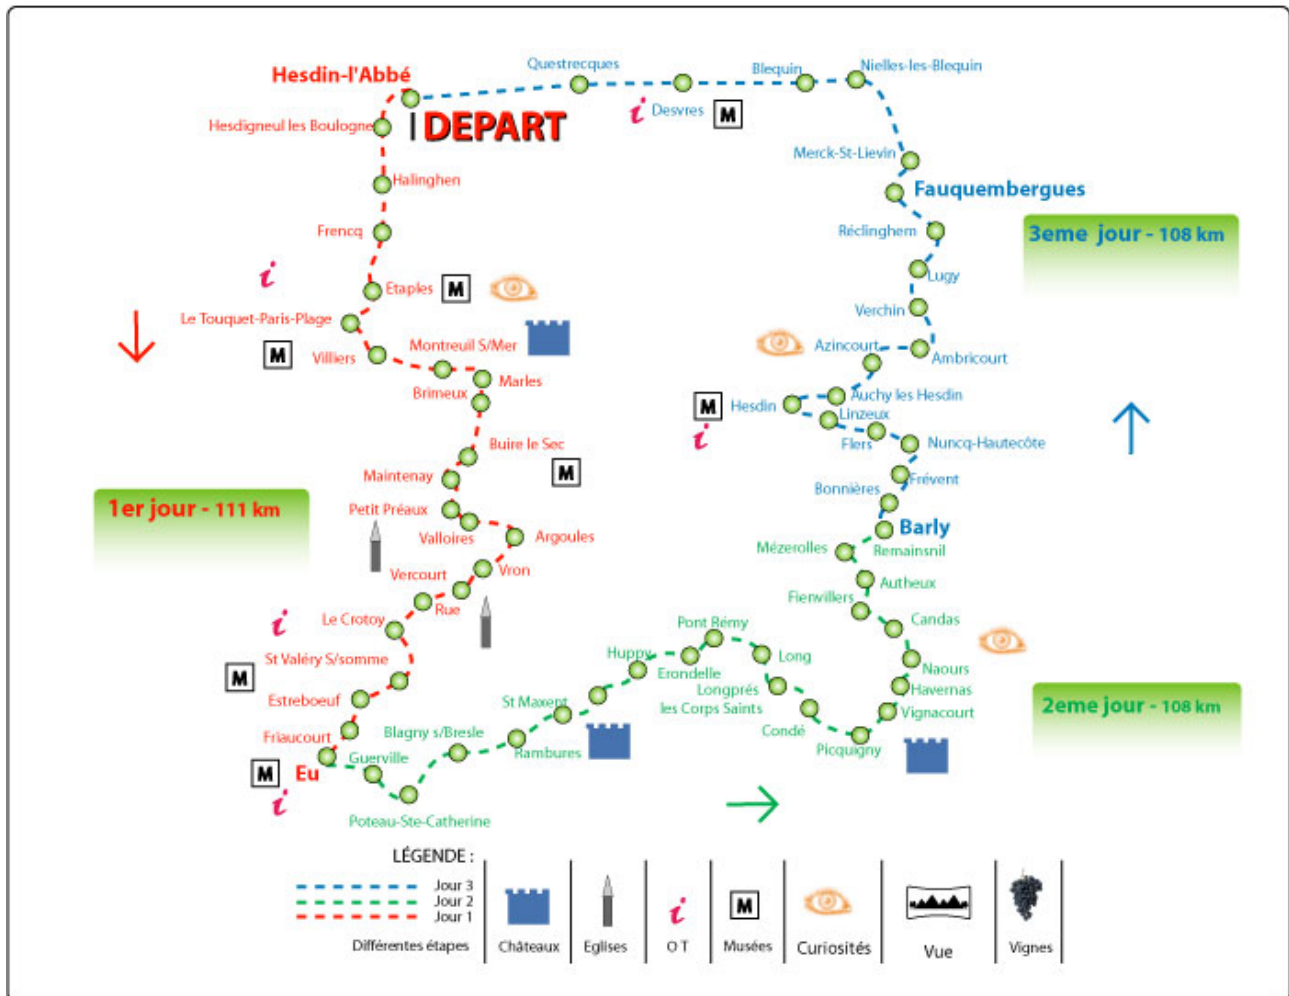 Hesdin-l'Abbé
DEPART
Questrecques
Desvres
M
Blequin
Nielles-les-Blequin
Hesdigneul les Boulogne
Halinghen
Frencq
i
Etaples
M
Le Touquet-Paris-Plage
M
Villiers
Montreuil S/Mer
Brimeux
Marles
Buire le Sec
M
Maintenay
Petit Préaux
Valloires
Argoules
Vron
Vercourt
Rue
Le Crotoy
i
St Valéry S/somme
M
Estreboeuf
Friaucourt
M
Eu
i
1er jour - 111 km
Guerville
Poteau-Ste-Catherine
Blagny s/Bresle
Rambures
St Maxent
Huppy
Erondelle
Pont Rémy
Long
Longprés
les Corps Saints
Condé
Picquigny
Vignacourt
Havernas
Naours
Candas
Fienvillers
Autheux
Mézerolles
Remainsnil
2eme jour - 108 km
Barly
Bonnières
Frévent
Nuncq-Hautecôte
Flers
Linzeux
Hesdin
M
i
Auchy les Hesdin
Azincourt
Ambricourt
Verchin
Lugy
Réclinghem
Fauquembergues
Merck-St-Lievin
i
3eme jour - 108 km
LÉGENDE :
Jour 3
Jour 2
Jour 1
Différentes étapes
Châteaux
Eglises
i
O T
M
Musées
Curiosités
Vue
Vignes